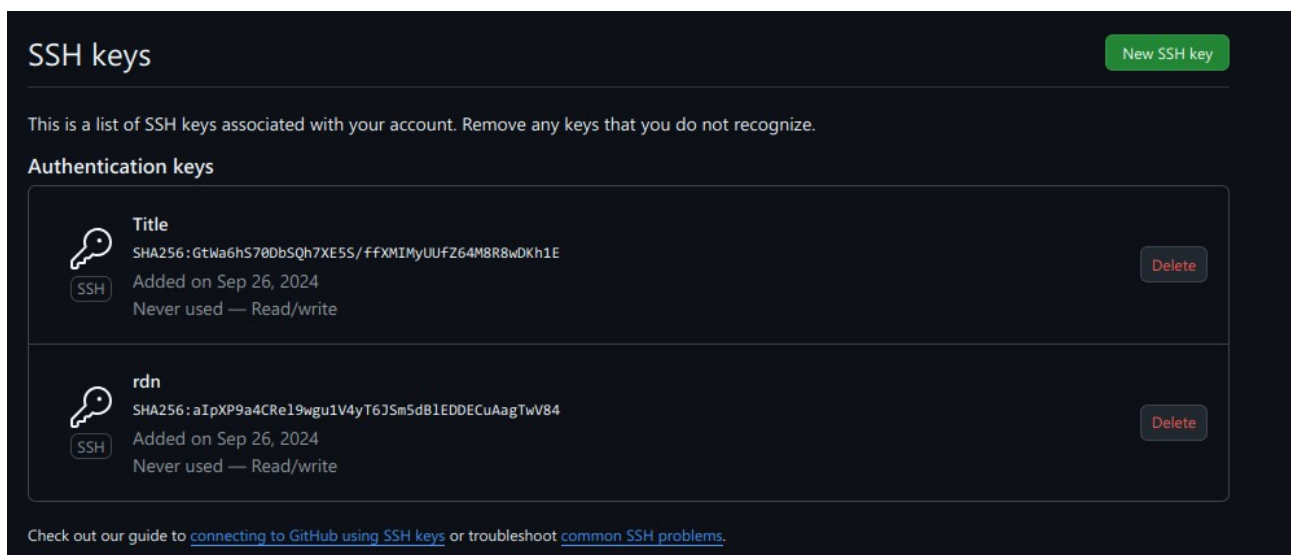 SSH keys
New SSH key
This is a list of SSH keys associated with your account. Remove any keys that you do not recognize.
Authentication keys
Title
SHA256:GtWa6hS70DbSQh7XE5S/ffXMIMyUUfZ64M8R8wDKh1E
Added on Sep 26, 2024
Never used — Read/write
SSH
Delete
rdn
SHA256:aIpXP9a4CRel9wgu1V4yT6JSm5dBlEDDECuAagTwV84
Added on Sep 26, 2024
Never used — Read/write
SSH
Delete
Check out our guide to connecting to GitHub using SSH keys or troubleshoot common SSH problems.